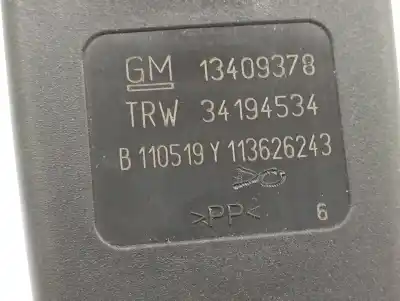 GM 13409378
TRW 34194534
B 110519 Y 113626243
>PP< 6